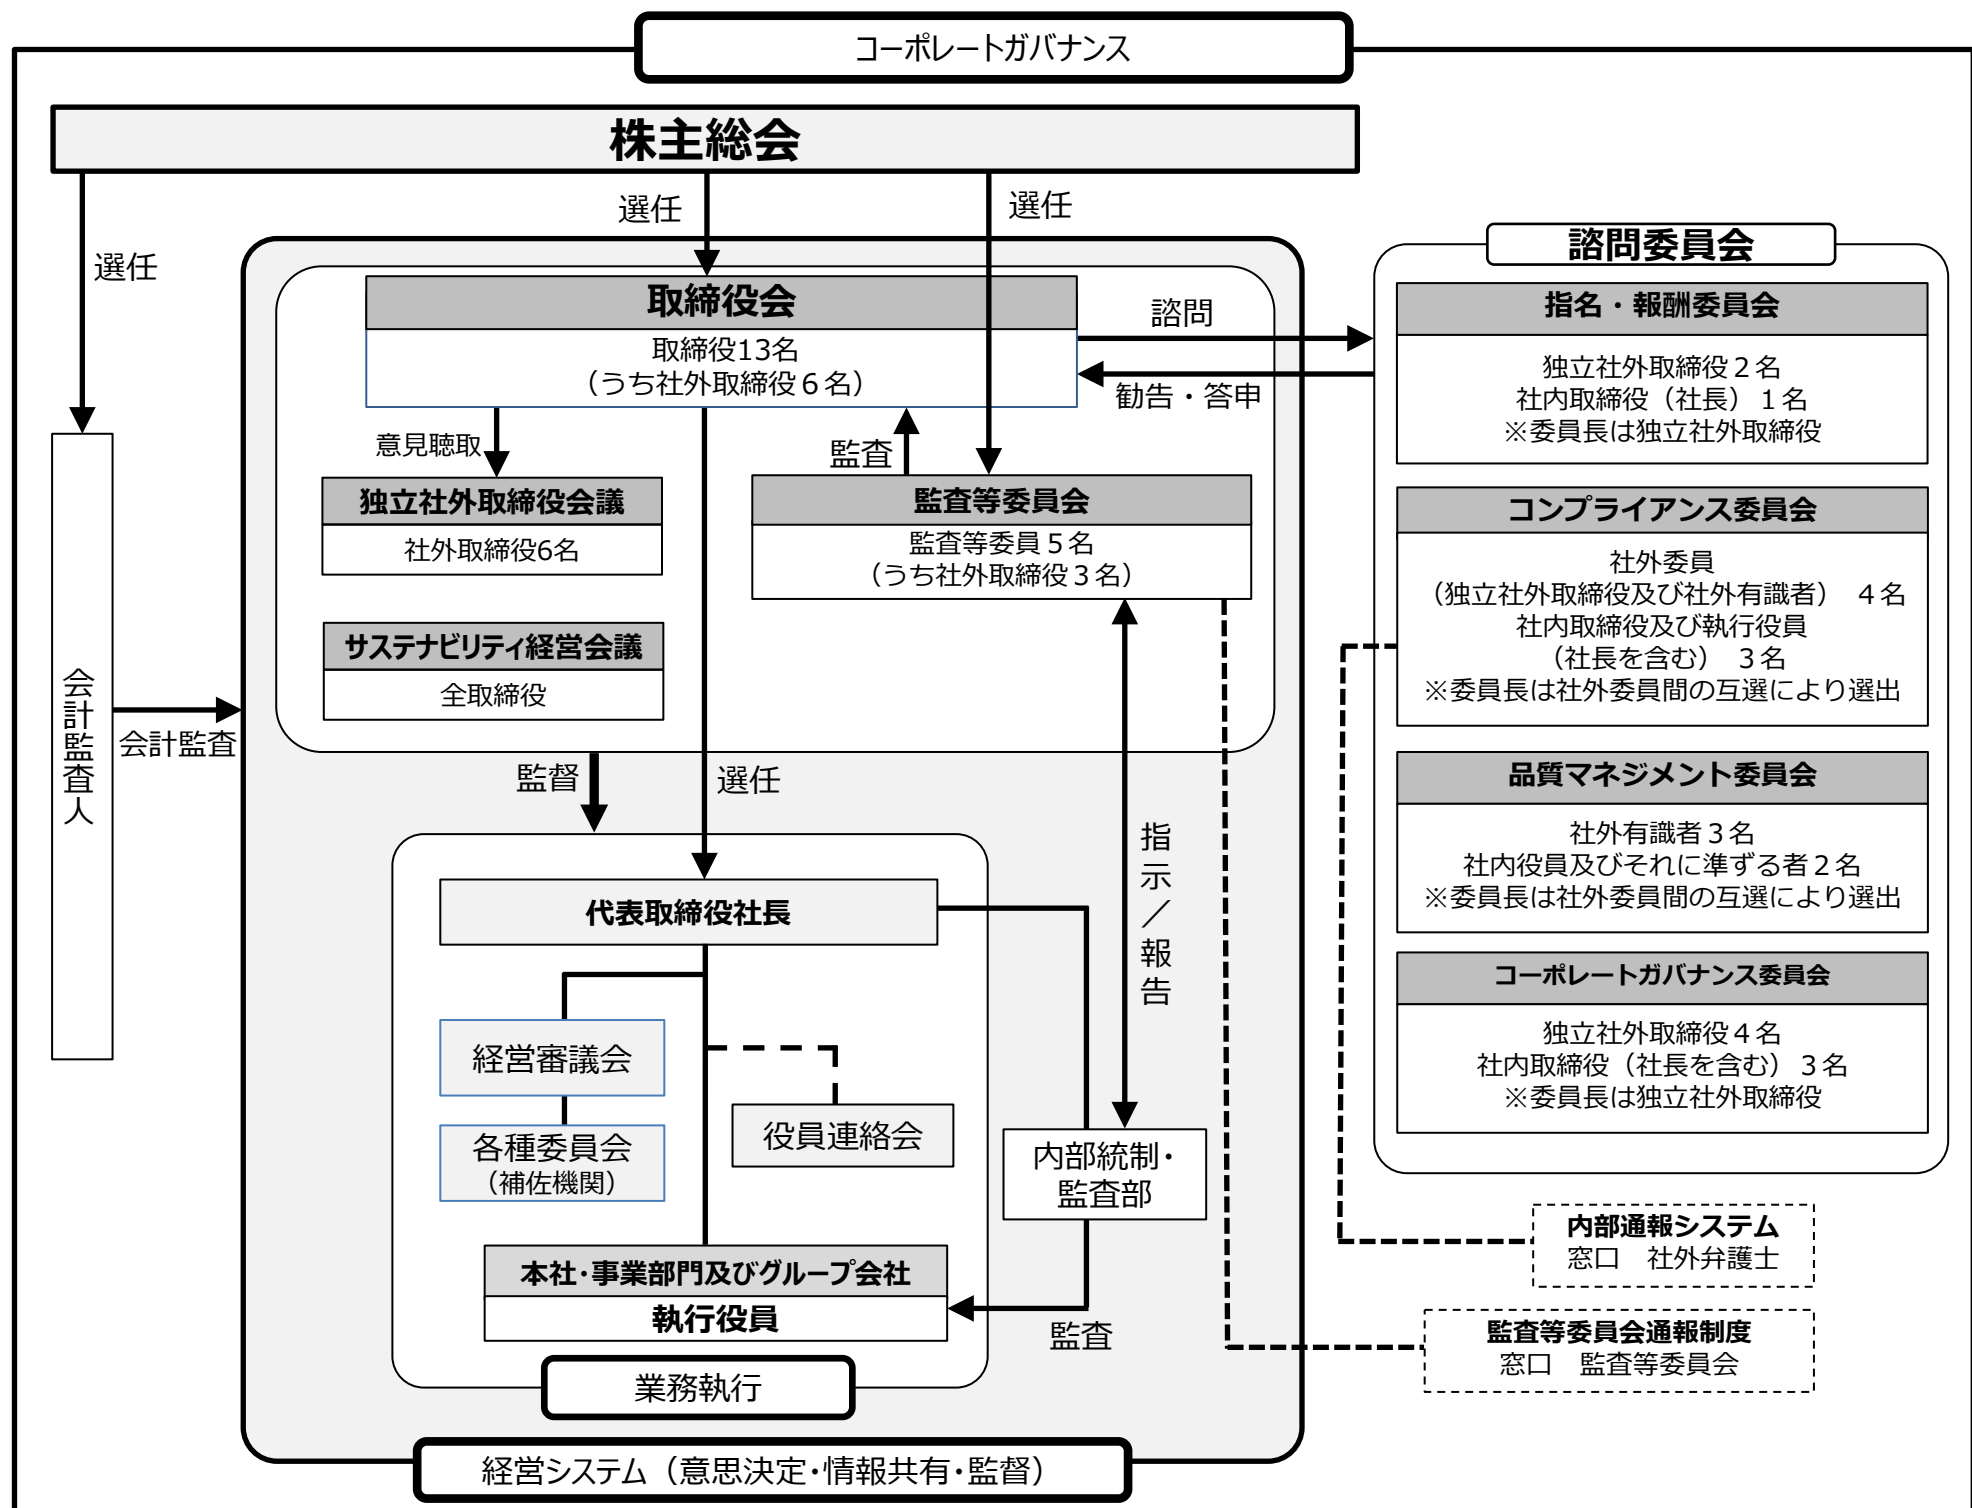 コーポレートガバナンス
株主総会
選任
選任
選任
取締役会
取締役13名
（うち社外取締役６名）
諮問
勧告・答申
意見聴取
監査
独立社外取締役会議
社外取締役6名
監査等委員会
監査等委員５名
（うち社外取締役３名）
サステナビリティ経営会議
全取締役
会計監査人
会計監査
監督
選任
指示／報告
代表取締役社長
経営審議会
各種委員会
（補佐機関）
役員連絡会
内部統制・
監査部
本社・事業部門及びグループ会社
執行役員
監査
業務執行
経営システム（意思決定・情報共有・監督）
諮問委員会
指名・報酬委員会
独立社外取締役２名
社内取締役（社長）１名
※委員長は独立社外取締役
コンプライアンス委員会
社外委員
（独立社外取締役及び社外有識者）　４名
社内取締役及び執行役員
（社長を含む）　３名
※委員長は社外委員間の互選により選出
品質マネジメント委員会
社外有識者３名
社内役員及びそれに準ずる者２名
※委員長は社外委員間の互選により選出
コーポレートガバナンス委員会
独立社外取締役４名
社内取締役（社長を含む）３名
※委員長は独立社外取締役
内部通報システム
窓口　社外弁護士
監査等委員会通報制度
窓口　監査等委員会